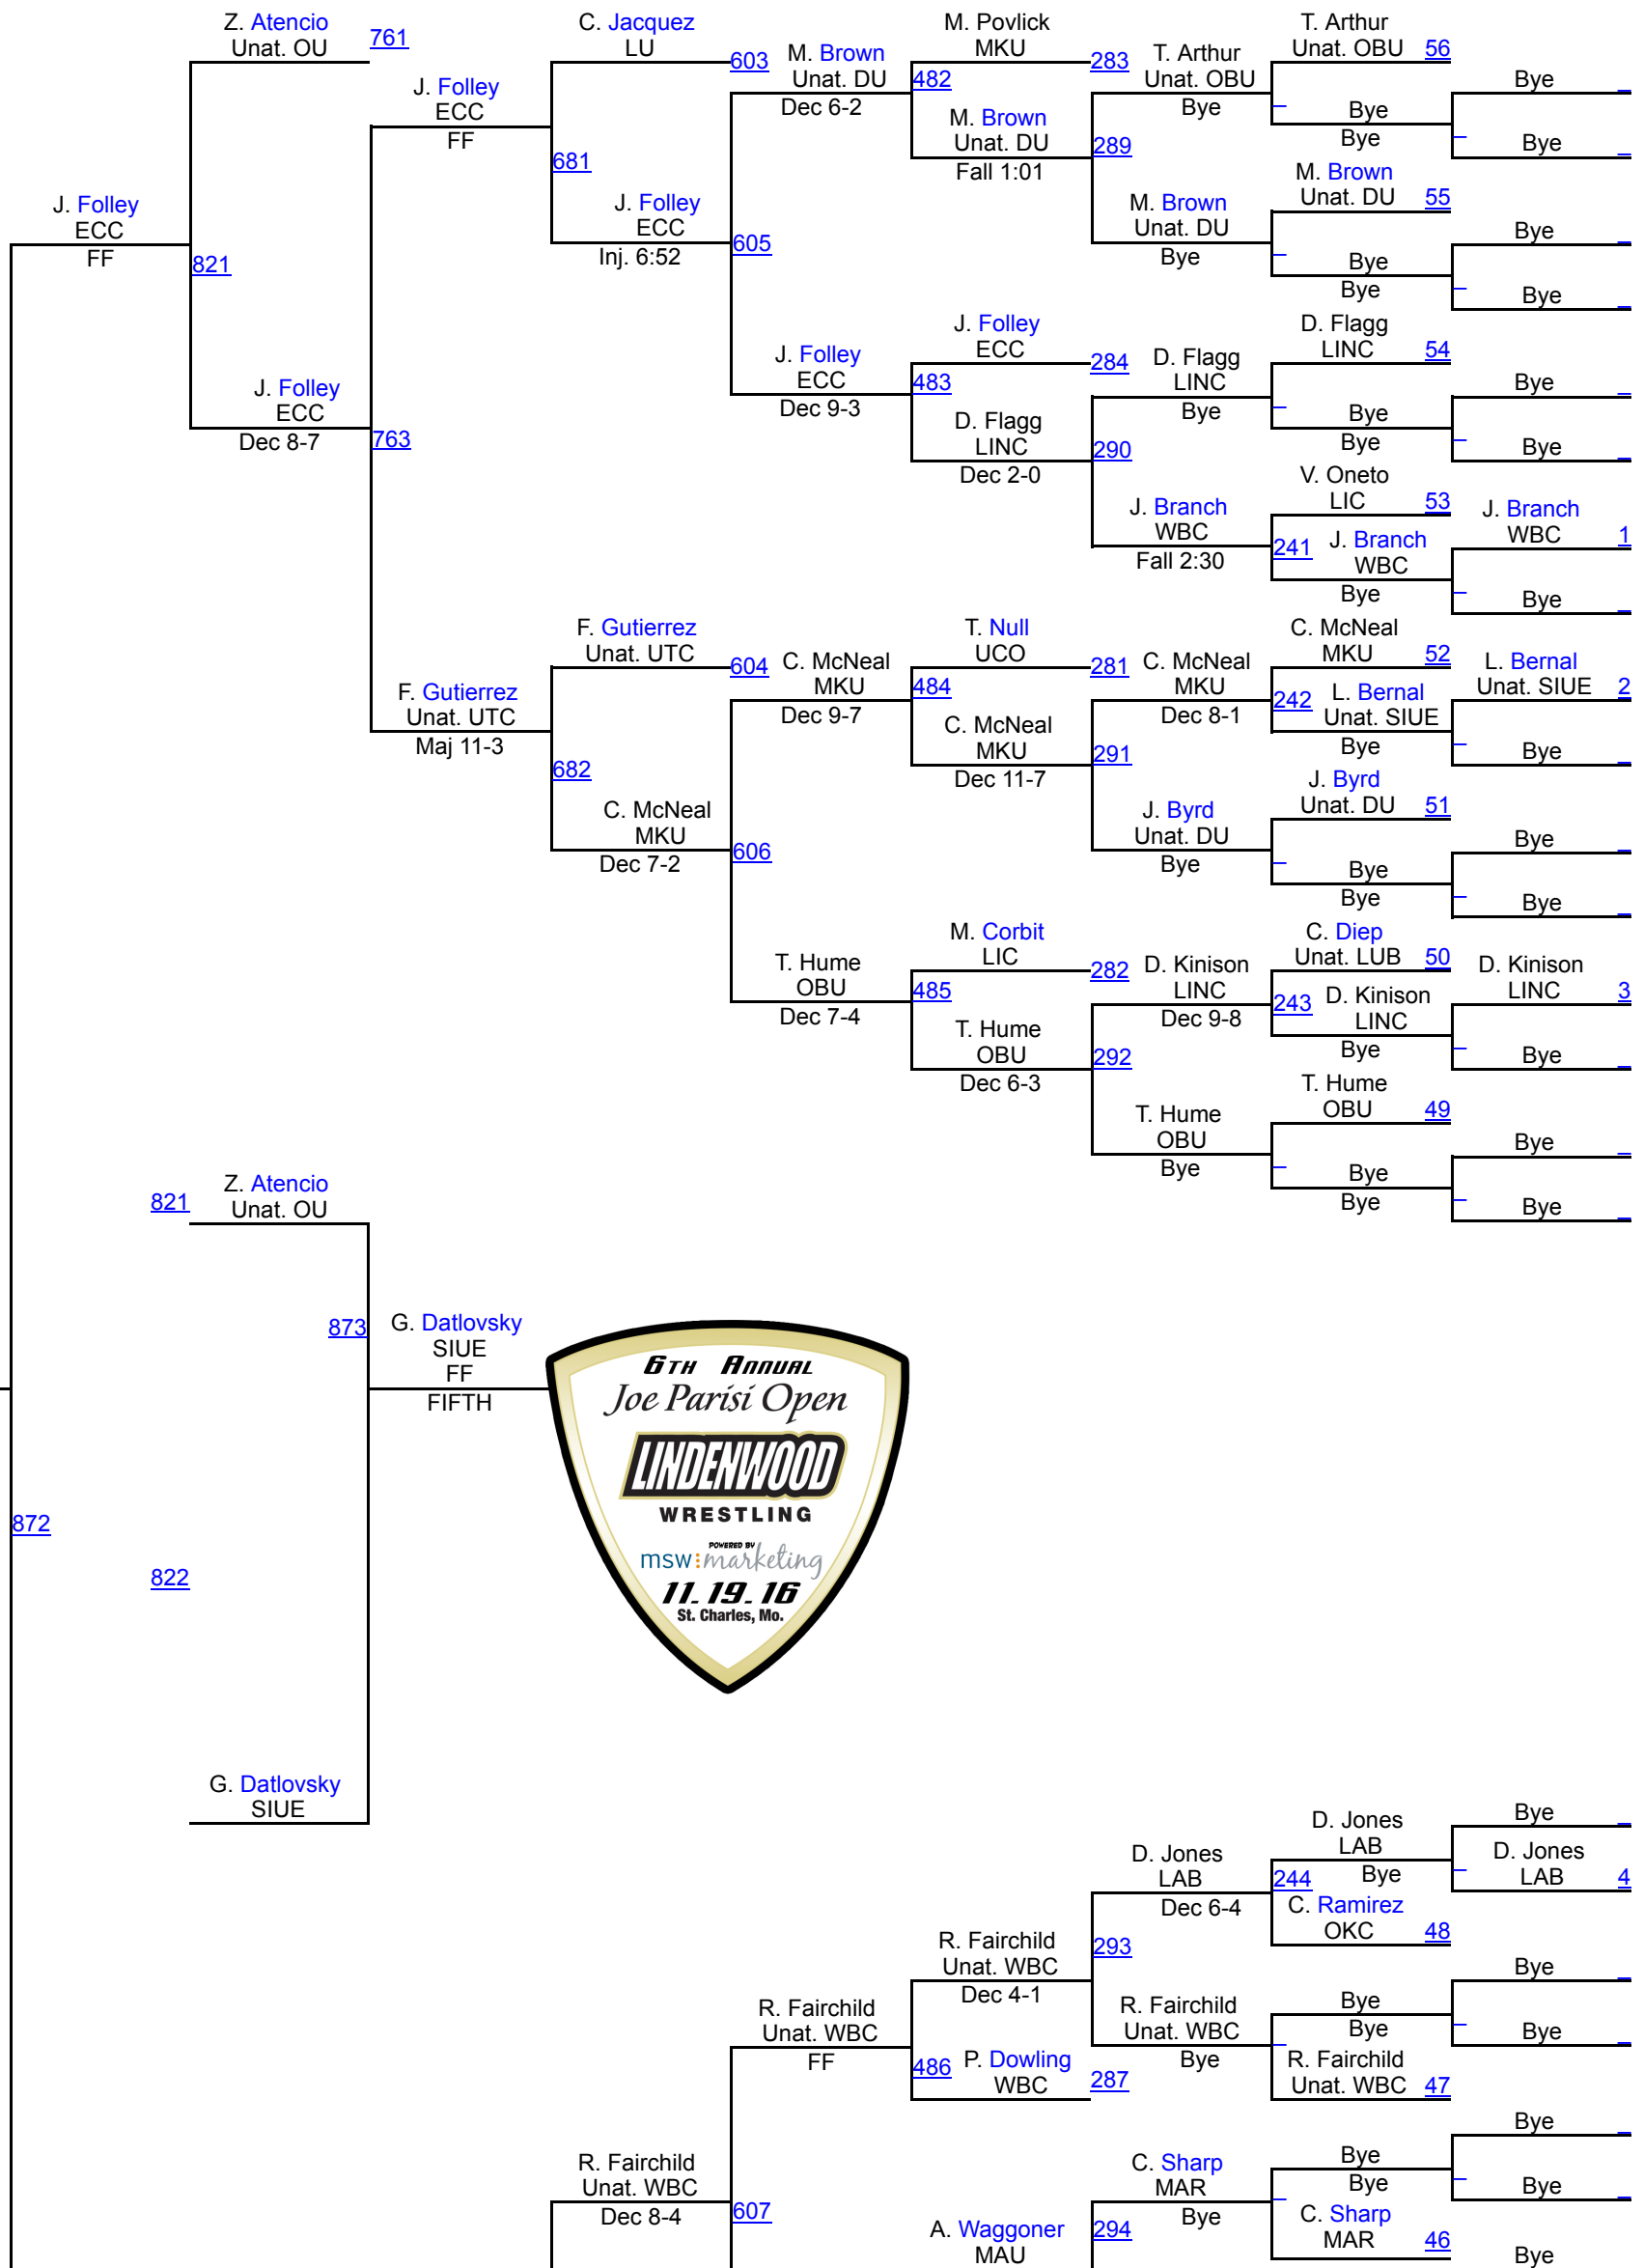 Z. Atencio
Unat. OU
761
J. Folley
ECC
FF
821
J. Folley
ECC
Dec 8-7
J. Folley
ECC
FF
763
F. Gutierrez
Unat. UTC
Maj 11-3
C. Jacquez
LU
603
681
J. Folley
ECC
Inj. 6:52
605
F. Gutierrez
Unat. UTC
604
682
C. McNeal
MKU
Dec 7-2
606
M. Brown
Unat. DU
Dec 6-2
482
J. Folley
ECC
Dec 9-3
483
C. McNeal
MKU
Dec 9-7
484
T. Hume
OBU
Dec 7-4
485
M. Povlick
MKU
283
M. Brown
Unat. DU
Fall 1:01
289
J. Folley
ECC
284
D. Flagg
LINC
Dec 2-0
290
T. Null
UCO
281
C. McNeal
MKU
Dec 11-7
291
M. Corbit
LIC
282
T. Hume
OBU
Dec 6-3
292
T. Arthur
Unat. OBU
Bye
M. Brown
Unat. DU
Bye
D. Flagg
LINC
Bye
J. Branch
WBC
Fall 2:30
241
C. McNeal
MKU
Dec 8-1
242
J. Byrd
Unat. DU
Bye
D. Kinison
LINC
Dec 9-8
243
T. Hume
OBU
Bye
T. Arthur
Unat. OBU
56
Bye
Bye
M. Brown
Unat. DU
55
Bye
Bye
D. Flagg
LINC
54
Bye
Bye
V. Oneto
LIC
53
J. Branch
WBC
Bye
C. McNeal
MKU
52
L. Bernal
Unat. SIUE
Bye
J. Byrd
Unat. DU
51
Bye
Bye
C. Diep
Unat. LUB
50
D. Kinison
LINC
Bye
T. Hume
OBU
49
Bye
Bye
Bye
Bye
Bye
Bye
Bye
Bye
J. Branch
WBC
1
Bye
L. Bernal
Unat. SIUE
2
Bye
Bye
Bye
D. Kinison
LINC
3
Bye
Bye
Bye
821
Z. Atencio
Unat. OU
873
G. Datlovsky
SIUE
FF
FIFTH
872
822
G. Datlovsky
SIUE
6TH ANNUAL
Joe Parisi Open
LINDENWOOD
WRESTLING
POWERED BY
msw:marketing
11.19.16
St. Charles, Mo.
R. Fairchild
Unat. WBC
Dec 8-4
607
R. Fairchild
Unat. WBC
FF
486
R. Fairchild
Unat. WBC
Dec 4-1
293
P. Dowling
WBC
287
A. Waggoner
MAU
294
D. Jones
LAB
Dec 6-4
244
R. Fairchild
Unat. WBC
Bye
C. Sharp
MAR
Bye
D. Jones
LAB
Bye
C. Ramirez
OKC
48
Bye
Bye
R. Fairchild
Unat. WBC
47
Bye
Bye
C. Sharp
MAR
46
Bye
D. Jones
LAB
4
Bye
Bye
Bye
Bye
Bye